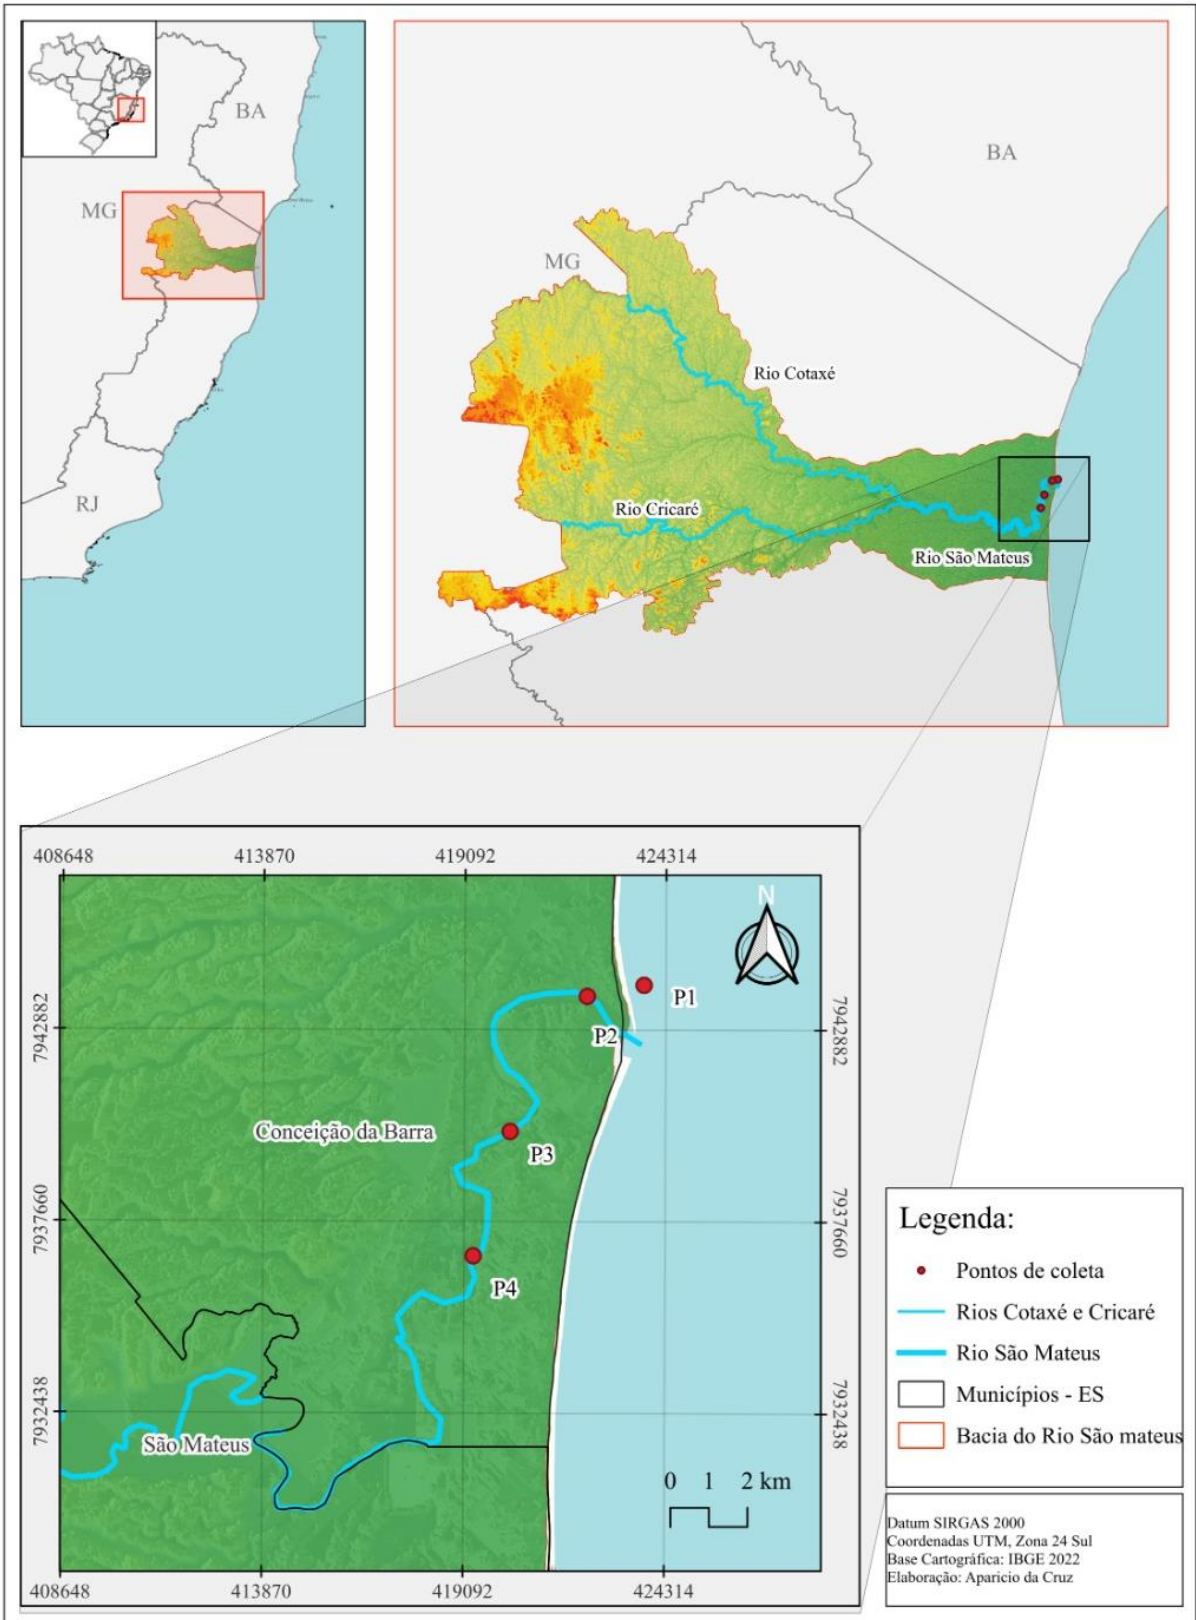 BA
MG
RJ
BA
MG
Rio Cotaxé
Rio Cricaré
Rio São Mateus
408648 413870 419092 424314
N
P1
7942882 7942882
P2
Conceição da Barra
P3
7937660 7937660
P4
7932438 7932438
São Mateus
0 1 2 km
408648 413870 419092 424314
Legenda:
Pontos de coleta
Rios Cotaxé e Cricaré
Rio São Mateus
Municípios - ES
Bacia do Rio São mateus
Datum SIRGAS 2000
Coordenadas UTM, Zona 24 Sul
Base Cartográfica: IBGE 2022
Elaboração: Aparicio da Cruz